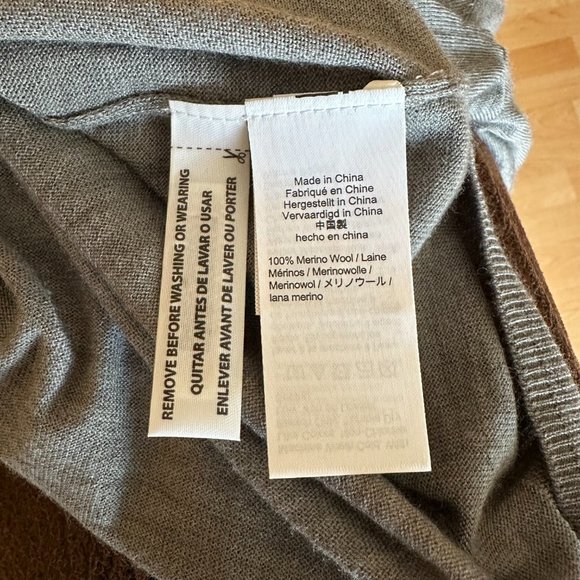 REMOVE BEFORE WASHING OR WEARING
QUITAR ANTES DE LAVAR O USAR
ENLEVER AVANT DE LAVER OU PORTER
Made in China
Fabriqué en Chine
Hergestelit in China
Vervaardigd in China
中国製
hecho en china
100% Merino Wool / Laine
Mérinos / Merinowolle /
Merinowol / メリノウール /
lana merino